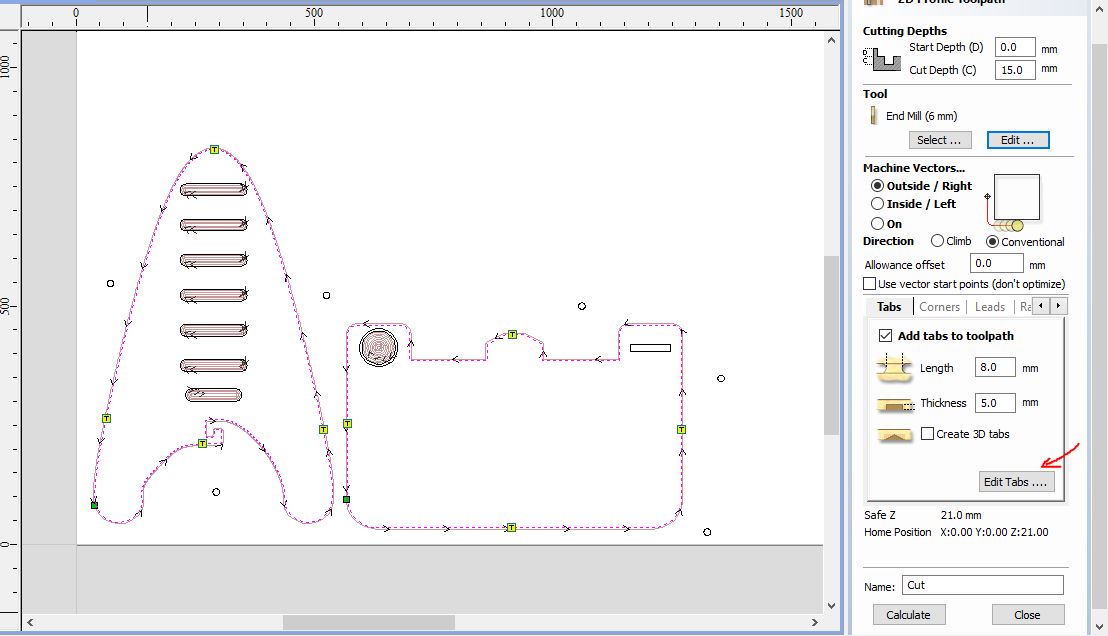 0 500 1000 1500
2D Profile Toolpath
Cutting Depths
Start Depth (D) 0.0 mm
Cut Depth (C) 15.0 mm
Tool
End Mill (6 mm)
Select ... Edit ...
Machine Vectors...
Outside / Right
Inside / Left
On
Direction Climb Conventional
Allowance offset 0.0 mm
Use vector start points (don't optimize)
Tabs Corners Leads Ra
Add tabs to toolpath
Length 8.0 mm
Thickness 5.0 mm
Create 3D tabs
Edit Tabs ....
Safe Z 21.0 mm
Home Position X:0.00 Y:0.00 Z:21.00
Name: Cut
Calculate Close
1000
500
0
T
T
T
T
T
T
T
T
T